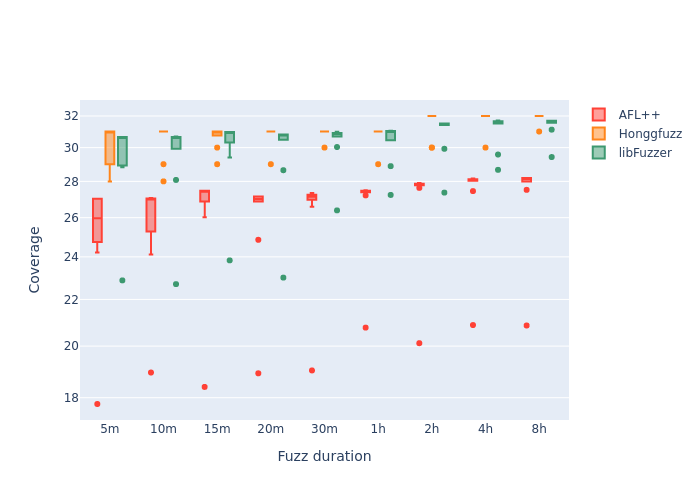 32
30
28
26
24
22
20
18
Coverage
5m
10m
15m
20m
30m
1h
2h
4h
8h
Fuzz duration
AFL++
Honggfuzz
libFuzzer